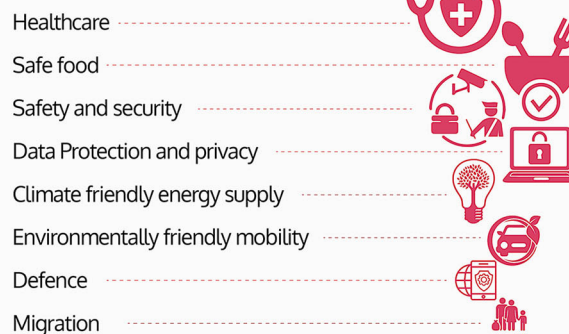 Healthcare
Safe food
Safety and security
Data Protection and privacy
Climate friendly energy supply
Environmentally friendly mobility
Defence
Migration